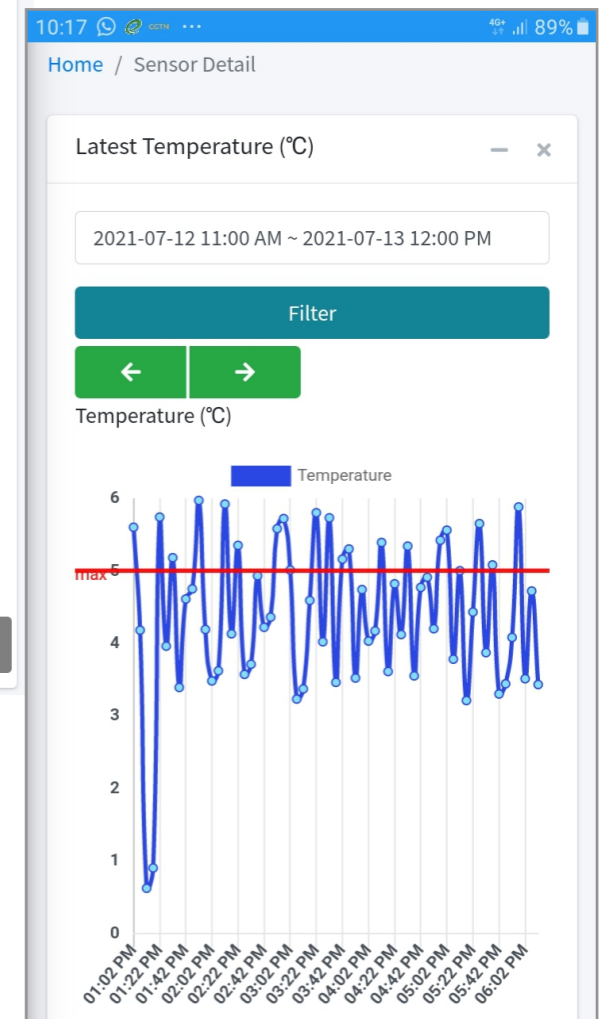 10:17 CGTN ... 4G+ 89%
Home / Sensor Detail
Latest Temperature (℃)
2021-07-12 11:00 AM ~ 2021-07-13 12:00 PM
Filter
Temperature (℃)
Temperature
6
max 5
4
3
2
1
0
01:02 PM
01:22 PM
01:42 PM
02:02 PM
02:22 PM
02:42 PM
03:02 PM
03:22 PM
03:42 PM
04:02 PM
04:22 PM
04:42 PM
05:02 PM
05:22 PM
05:42 PM
06:02 PM